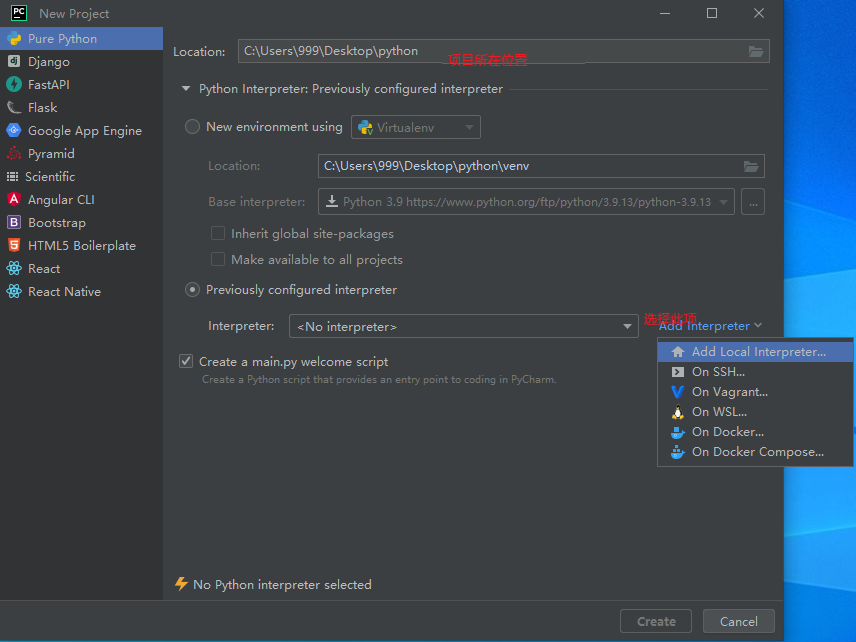 PC New Project
Pure Python
Django
FastAPI
Flask
Google App Engine
Pyramid
Scientific
Angular CLI
Bootstrap
HTML5 Boilerplate
React
React Native
Location: C:\Users\999\Desktop\python
项目所在位置
Python Interpreter: Previously configured interpreter
New environment using Virtualenv
Location: C:\Users\999\Desktop\python\venv
Base interpreter: Python 3.9 https://www.python.org/ftp/python/3.9.13/python-3.9.13 ...
Inherit global site-packages
Make available to all projects
Previously configured interpreter
选择此项
Interpreter: <No interpreter> Add Interpreter
Add Local Interpreter...
On SSH...
On Vagrant...
On WSL...
On Docker...
On Docker Compose...
Create a main.py welcome script
Create a Python script that provides an entry point to coding in PyCharm.
No Python interpreter selected
Create Cancel